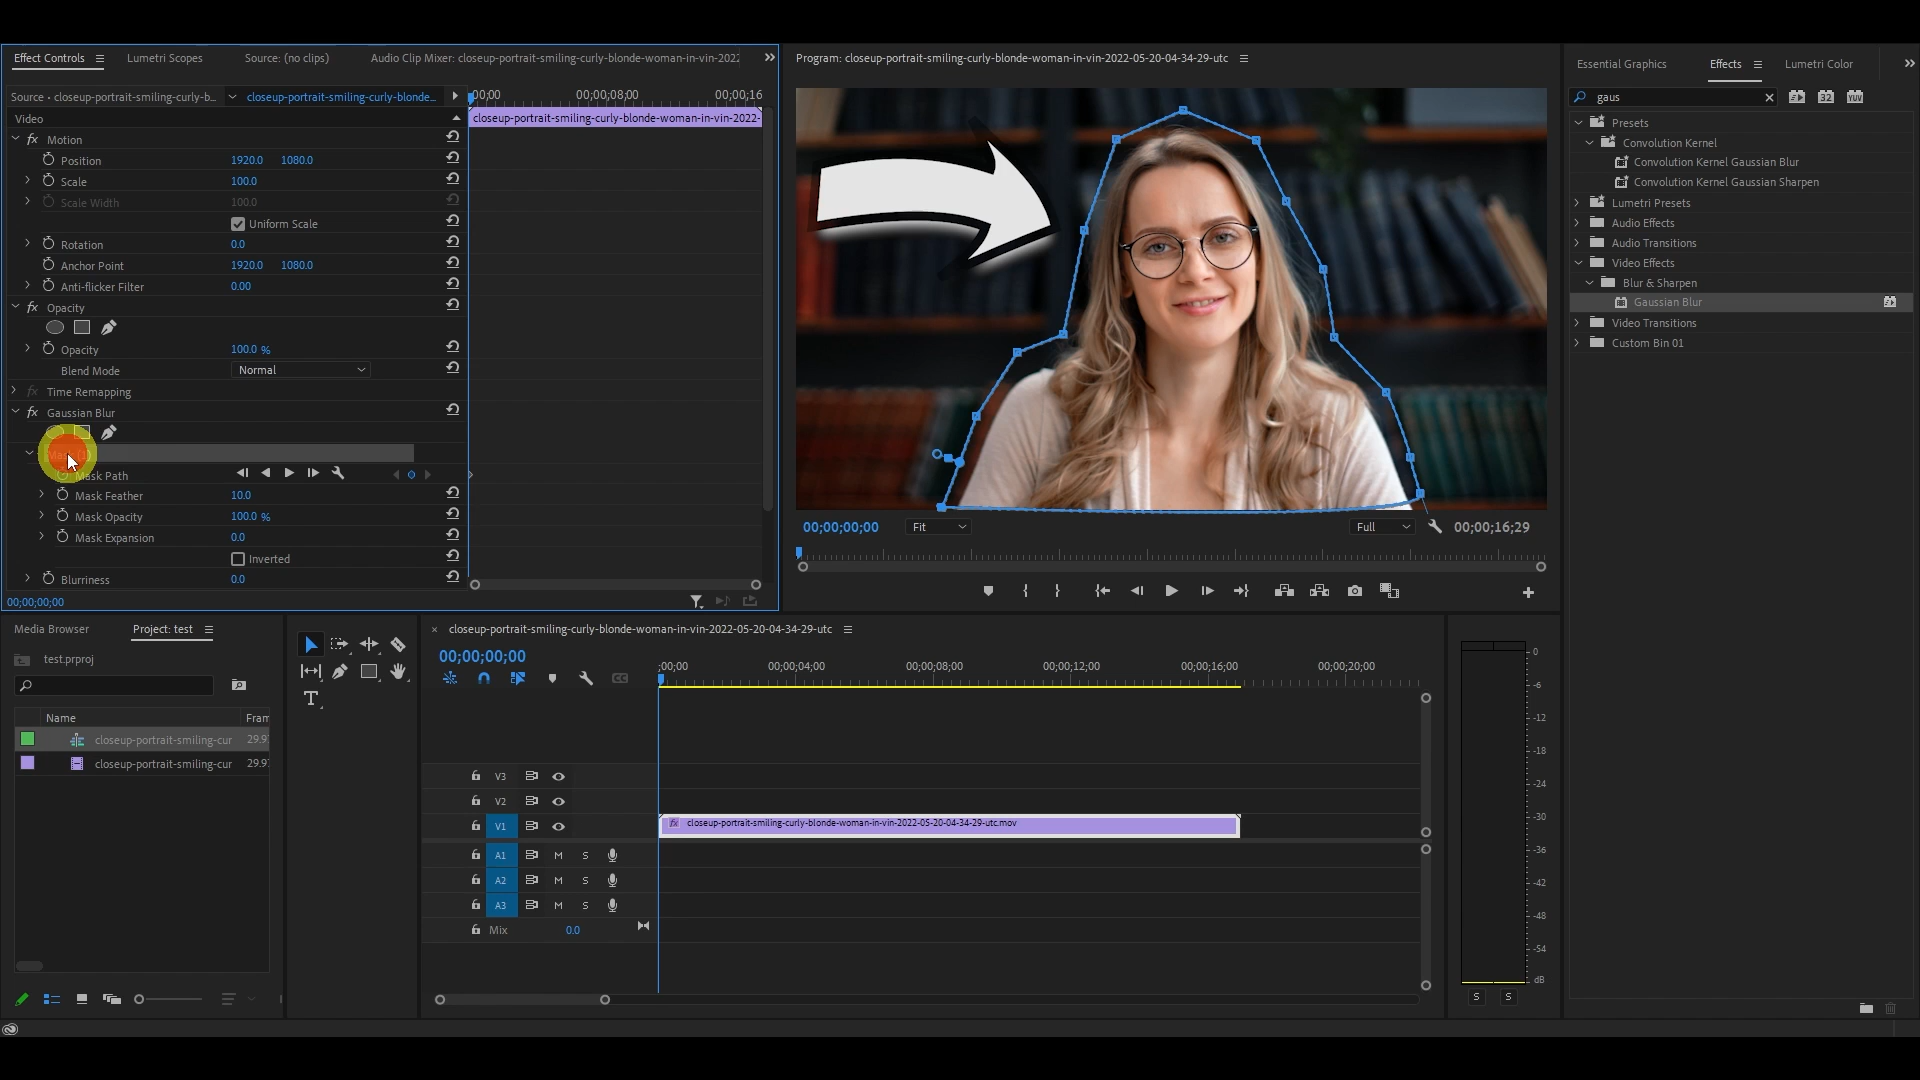 Effect Controls
Lumetri Scopes
Source: (no clips)
Audio Clip Mixer: closeup-portrait-smiling-curly-blonde-woman-in-vin-2022
Source • closeup-portrait-smiling-curly-b...
closeup-portrait-smiling-curly-blonde...
;00;00
00;00;08;00
00;00;16
Video
closeup-portrait-smiling-curly-blonde-woman-in-vin-2022-
fx Motion
Position 1920.0 1080.0
Scale 100.0
Scale Width 100.0
Uniform Scale
Rotation 0.0
Anchor Point 1920.0 1080.0
Anti-flicker Filter 0.00
fx Opacity
Opacity 100.0 %
Blend Mode Normal
fx Time Remapping
fx Gaussian Blur
Mask Path
Mask Feather 10.0
Mask Opacity 100.0 %
Mask Expansion 0.0
Inverted
Blurriness 0.0
00;00;00;00
Program: closeup-portrait-smiling-curly-blonde-woman-in-vin-2022-05-20-04-34-29-utc
00;00;00;00
Fit
Full
00;00;16;29
Essential Graphics
Effects
Lumetri Color
gaus
32
YUV
Presets
Convolution Kernel
Convolution Kernel Gaussian Blur
Convolution Kernel Gaussian Sharpen
Lumetri Presets
Audio Effects
Audio Transitions
Video Effects
Blur & Sharpen
Gaussian Blur
Video Transitions
Custom Bin 01
Media Browser
Project: test
test.prproj
Name
Fram
closeup-portrait-smiling-cur 29.97
closeup-portrait-smiling-cur 29.97
T
× closeup-portrait-smiling-curly-blonde-woman-in-vin-2022-05-20-04-34-29-utc
00;00;00;00
CC
;00;00
00;00;04;00
00;00;08;00
00;00;12;00
00;00;16;00
00;00;20;00
V3
V2
V1
fx closeup-portrait-smiling-curly-blonde-woman-in-vin-2022-05-20-04-34-29-utc.mov
A1 M S
A2 M S
A3 M S
Mix 0.0
0
-6
-12
-18
-24
-30
-36
-42
-48
-54
dB
S S